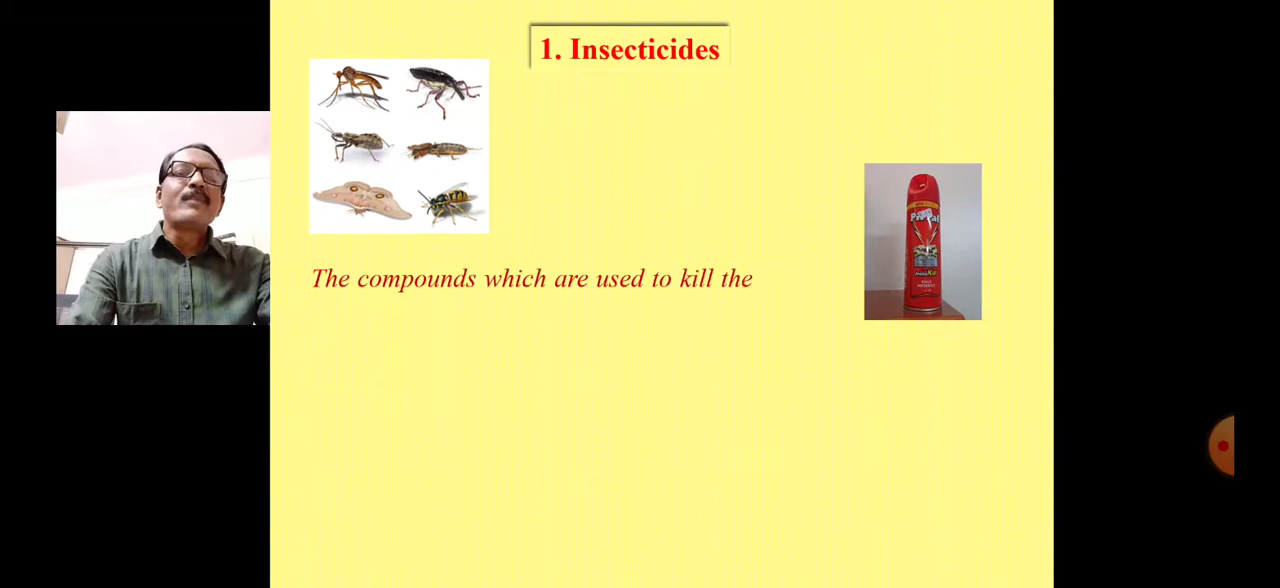 1. Insecticides
The compounds which are used to kill the